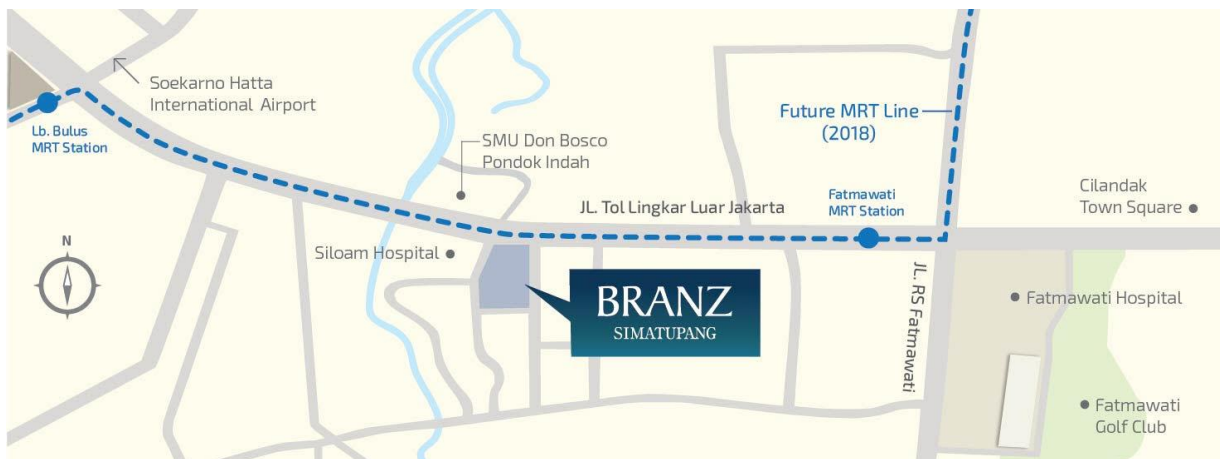 Soekarno Hatta
International Airport
Lb. Bulus
MRT Station
SMU Don Bosco
Pondok Indah
Future MRT Line
(2018)
Cilandak
Town Square
JL. Tol Lingkar Luar Jakarta
Fatmawati
MRT Station
N
Siloam Hospital
BRANZ
SIMATUPANG
JL. RS Fatmawati
Fatmawati Hospital
Fatmawati
Golf Club